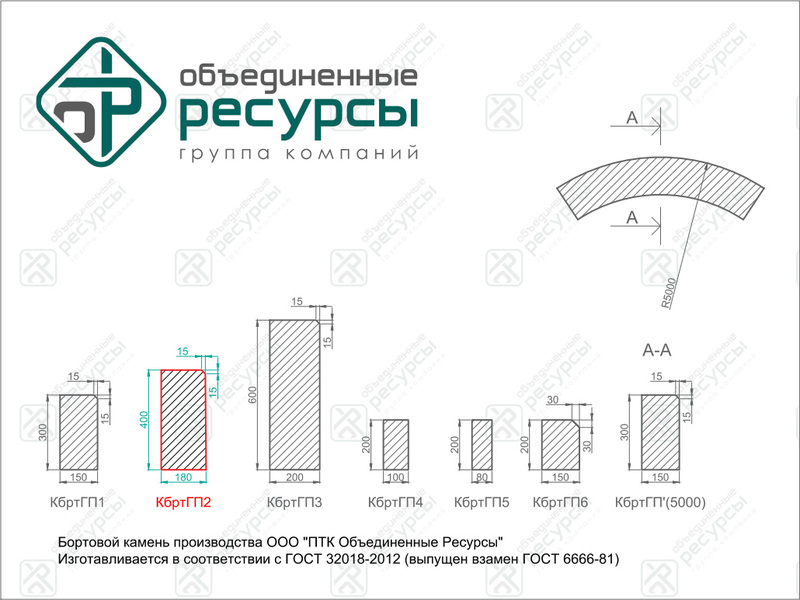 объединенные
ресурсы
группа компаний
A
A
R5000
A-A
15
15
300
150
КбртГП1
15
15
400
180
КбртГП2
15
15
600
200
КбртГП3
200
100
КбртГП4
200
80
КбртГП5
30
30
200
150
КбртГП6
15
15
300
150
КбртГП'(5000)
Бортовой камень производства ООО "ПТК Объединенные Ресурсы"
Изготавливается в соответствии с ГОСТ 32018-2012 (выпущен взамен ГОСТ 6666-81)